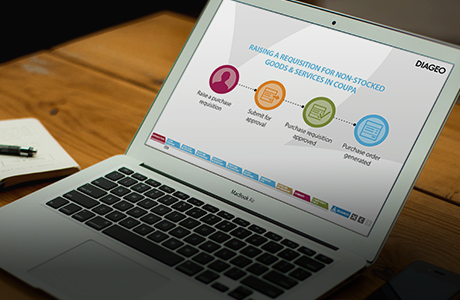 DIAGEO
RAISING A REQUISITION FOR NON-STOCKED
GOODS & SERVICES IN COUPA
Raise a purchase
requisition
Submit for
approval
Purchase requisition
approved
Purchase order
generated
MacBook Air